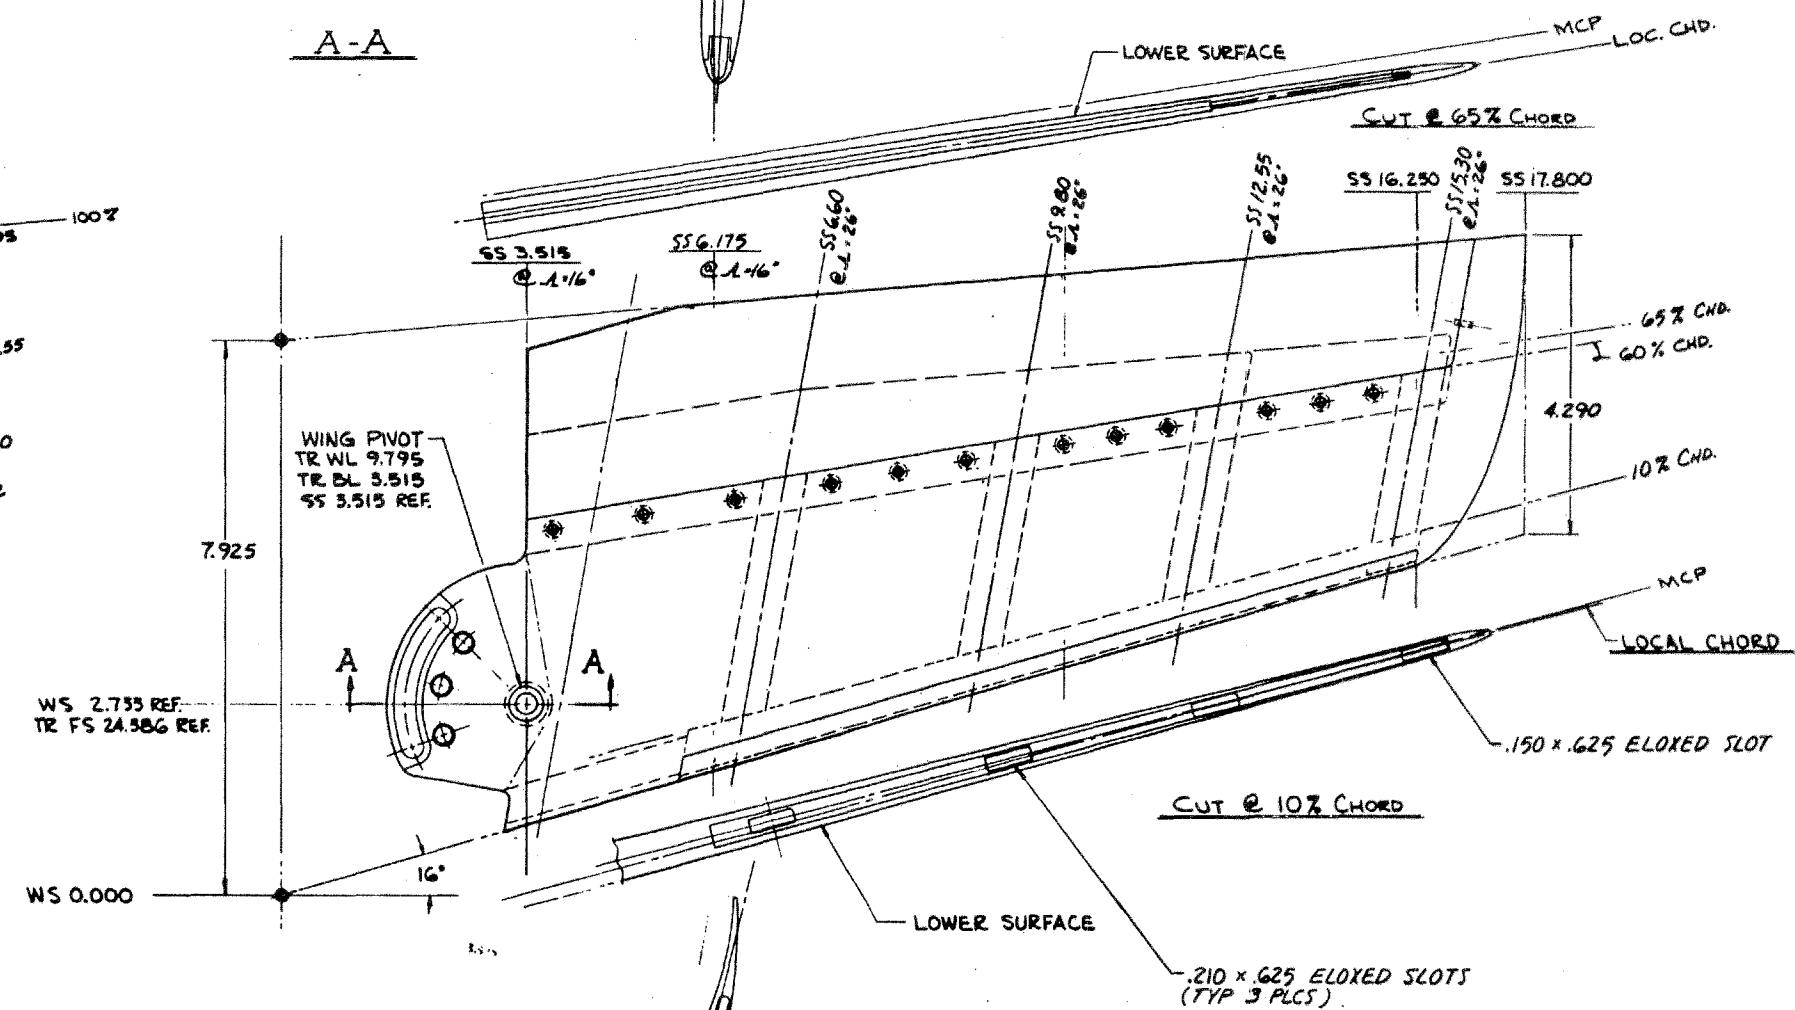 A-A
LOWER SURFACE
MCP
LOC. CHD.
CUT @ 65% CHORD
100%
SS 3.515
@ Λ=16°
SS 6.175
@ Λ=16°
SS 6.60
@ Λ=26°
SS 9.80
@ Λ=26°
SS 12.55
@ Λ=26°
SS 16.250
SS 15.30
@ Λ=26°
SS 17.800
65% CHD.
60% CHD.
4.290
10% CHD.
WING PIVOT
TR WL 9.795
TR BL 3.515
SS 3.515 REF.
7.925
A
A
WS 2.733 REF.
TR FS 24.386 REF.
MCP
LOCAL CHORD
.150 x .625 ELOXED SLOT
CUT @ 10% CHORD
16°
WS 0.000
LOWER SURFACE
.210 x .625 ELOXED SLOTS
(TYP 3 PLCS)